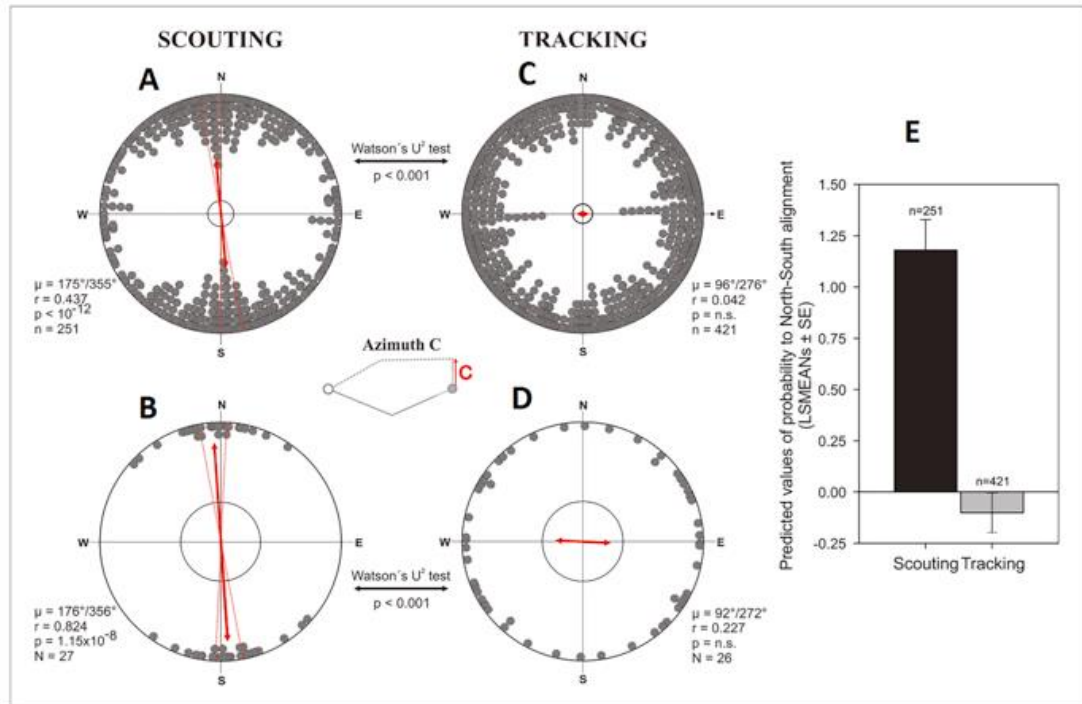 SCOUTING
TRACKING
A
N
W
E
S
μ = 175°/355°
r = 0.437
p < 10⁻¹²
n = 251
Watson´s U² test
p < 0.001
C
N
W
E
S
μ = 96°/276°
r = 0.042
p = n.s.
n = 421
Azimuth C
C
B
N
W
E
S
μ = 176°/356°
r = 0.824
p = 1.15x10⁻⁸
N = 27
Watson´s U² test
p < 0.001
D
N
W
E
S
μ = 92°/272°
r = 0.227
p = n.s.
N = 26
E
Predicted values of probability to North-South alignment
(LSMEANs ± SE)
1.50
1.25
1.00
0.75
0.50
0.25
0.00
-0.25
n=251
n=421
Scouting Tracking